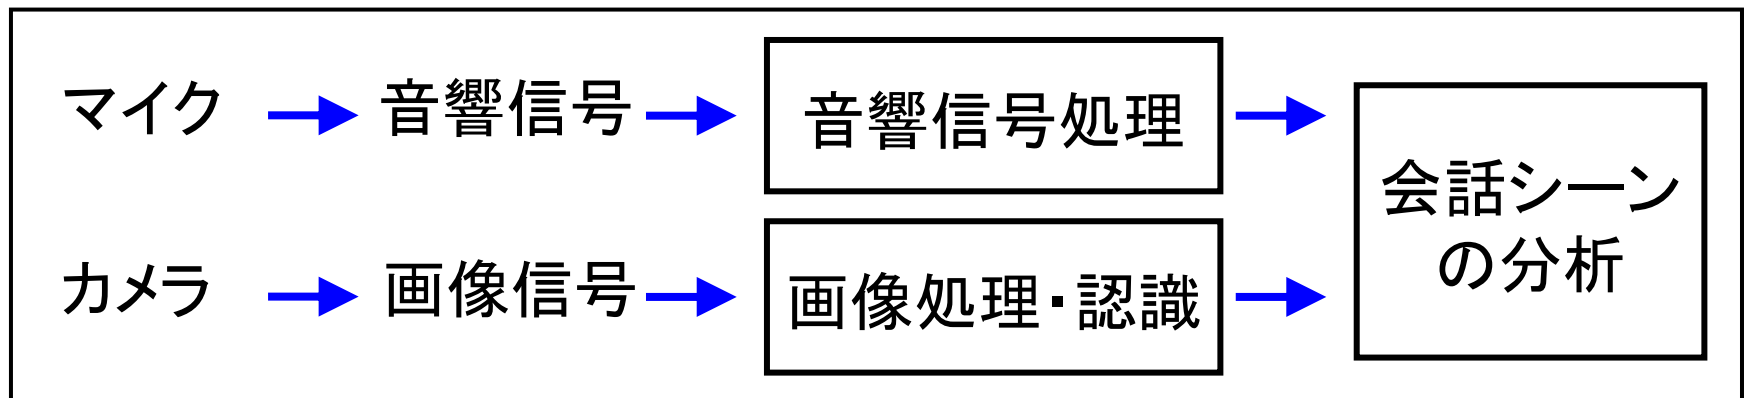 マイク
音響信号
音響信号処理
カメラ
画像信号
画像処理・認識
会話シーン
の分析